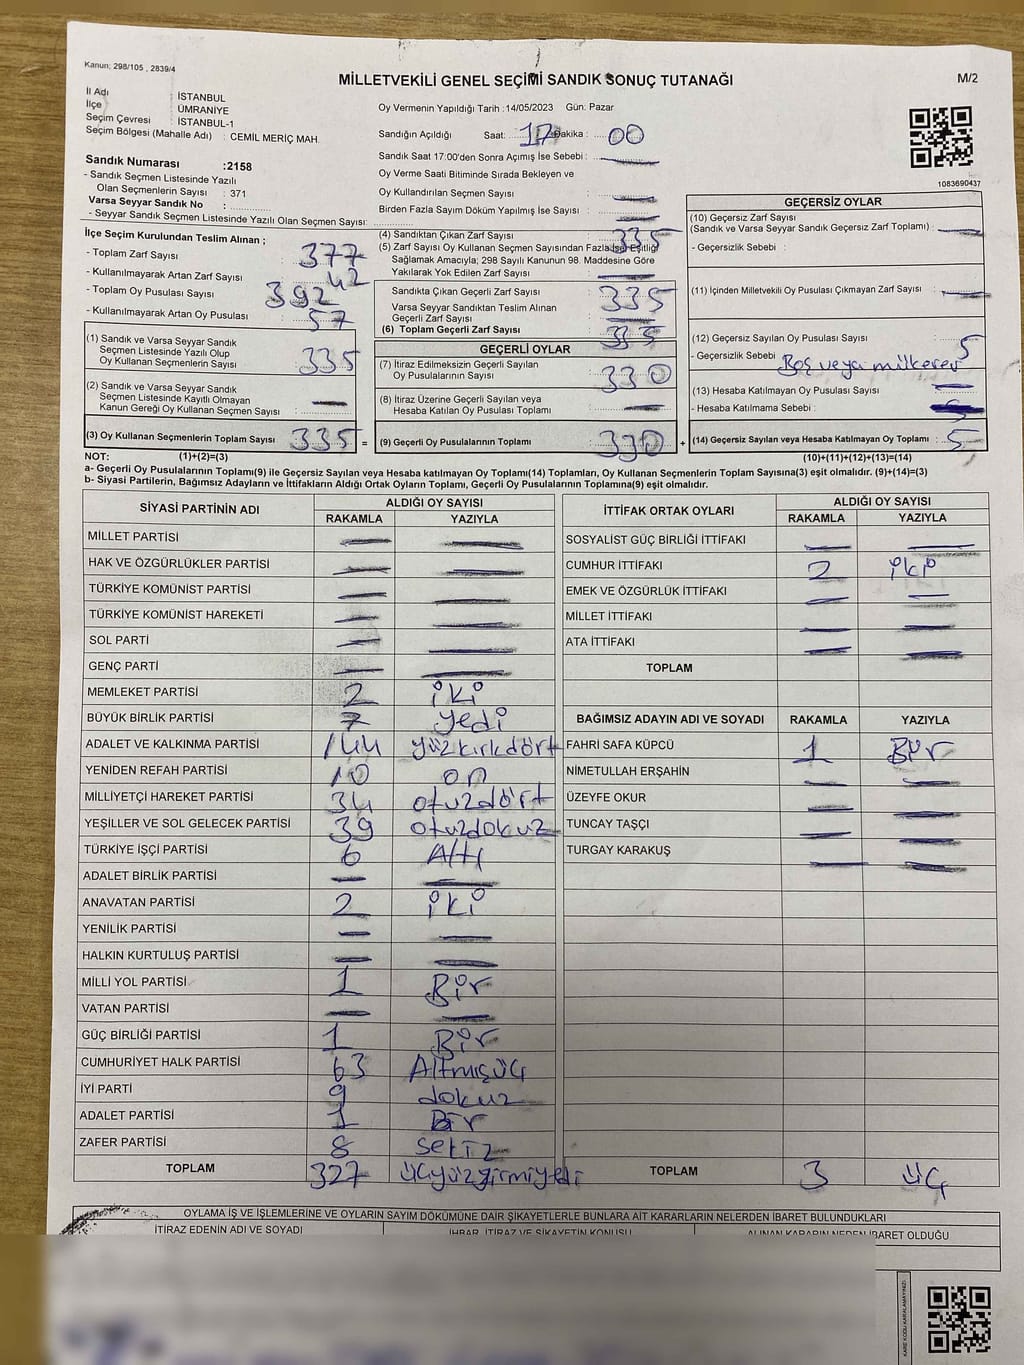 Kanun; 298/105 , 2839/4
MİLLETVEKİLİ GENEL SEÇİMİ SANDIK SONUÇ TUTANAĞI
M/2
İl Adı : İSTANBUL
İlçe : ÜMRANİYE
Seçim Çevresi : İSTANBUL-1
Seçim Bölgesi (Mahalle Adı) : CEMİL MERİÇ MAH.
Oy Vermenin Yapıldığı Tarih :14/05/2023 Gün: Pazar
Sandığın Açıldığı Saat: 17 Dakika : 00
Sandık Saat 17:00'den Sonra Açımış İse Sebebi : —
Oy Verme Saati Bitiminde Sırada Bekleyen ve
Oy Kullandırılan Seçmen Sayısı : —
Birden Fazla Sayım Döküm Yapılmış İse Sayısı : —
1083690437
Sandık Numarası :2158
- Sandık Seçmen Listesinde Yazılı
Olan Seçmenlerin Sayısı : 371
Varsa Seyyar Sandık No :
- Seyyar Sandık Seçmen Listesinde Yazılı Olan Seçmen Sayısı:
İlçe Seçim Kurulundan Teslim Alınan ;
- Toplam Zarf Sayısı : 377
- Kullanılmayarak Artan Zarf Sayısı : 42
- Toplam Oy Pusulası Sayısı : 392
- Kullanılmayarak Artan Oy Pusulası : 57
(1) Sandık ve Varsa Seyyar Sandık
Seçmen Listesinde Yazılı Olup
Oy Kullanan Seçmenlerin Sayısı : 335
(2) Sandık ve Varsa Seyyar Sandık
Seçmen Listesinde Kayıtlı Olmayan
Kanun Gereği Oy Kullanan Seçmen Sayısı : —
(3) Oy Kullanan Seçmenlerin Toplam Sayısı : 335 =
(4) Sandıktan Çıkan Zarf Sayısı : 335
(5) Zarf Sayısı Oy Kullanan Seçmen Sayısından Fazla İse; Eşitliği
Sağlamak Amacıyla; 298 Sayılı Kanunun 98. Maddesine Göre
Yakılarak Yok Edilen Zarf Sayısı : —
Sandıkta Çıkan Geçerli Zarf Sayısı : 335
Varsa Seyyar Sandıktan Teslim Alınan
Geçerli Zarf Sayısı : —
(6) Toplam Geçerli Zarf Sayısı : 335
GEÇERLİ OYLAR
(7) İtiraz Edilmeksizin Geçerli Sayılan
Oy Pusulalarının Sayısı : 330
(8) İtiraz Üzerine Geçerli Sayılan veya
Hesaba Katılan Oy Pusulası Toplamı : —
(9) Geçerli Oy Pusulalarının Toplamı : 330 +
GEÇERSİZ OYLAR
(10) Geçersiz Zarf Sayısı
(Sandık ve Varsa Seyyar Sandık Geçersiz Zarf Toplamı) : —
- Geçersizlik Sebebi :
(11) İçinden Milletvekili Oy Pusulası Çıkmayan Zarf Sayısı : —
(12) Geçersiz Sayılan Oy Pusulası Sayısı : 5
- Geçersizlik Sebebi : Boş veya mükerrer
(13) Hesaba Katılmayan Oy Pusulası Sayısı : —
- Hesaba Katılmama Sebebi :
(14) Geçersiz Sayılan veya Hesaba Katılmayan Oy Toplamı : 5
NOT: (1)+(2)=(3) (10)+(11)+(12)+(13)=(14)
a- Geçerli Oy Pusulalarının Toplamı(9) ile Geçersiz Sayılan veya Hesaba katılmayan Oy Toplamı(14) Toplamları, Oy Kullanan Seçmenlerin Toplam Sayısına(3) eşit olmalıdır. (9)+(14)=(3)
b- Siyasi Partilerin, Bağımsız Adayların ve İttifakların Aldığı Ortak Oyların Toplamı, Geçerli Oy Pusulalarının Toplamına(9) eşit olmalıdır.
SİYASİ PARTİNİN ADI ALDIĞI OY SAYISI
RAKAMLA YAZIYLA
MİLLET PARTİSİ — —
HAK VE ÖZGÜRLÜKLER PARTİSİ — —
TÜRKİYE KOMÜNİST PARTİSİ — —
TÜRKİYE KOMÜNİST HAREKETİ — —
SOL PARTİ — —
GENÇ PARTİ — —
MEMLEKET PARTİSİ 2 iki
BÜYÜK BİRLİK PARTİSİ 7 yedi
ADALET VE KALKINMA PARTİSİ 144 yüzkırkdört
YENİDEN REFAH PARTİSİ 10 on
MİLLİYETÇİ HAREKET PARTİSİ 34 otuzdört
YEŞİLLER VE SOL GELECEK PARTİSİ 39 otuzdokuz
TÜRKİYE İŞÇİ PARTİSİ 6 Altı
ADALET BİRLİK PARTİSİ — —
ANAVATAN PARTİSİ 2 iki
YENİLİK PARTİSİ — —
HALKIN KURTULUŞ PARTİSİ — —
MİLLİ YOL PARTİSİ 1 Bir
VATAN PARTİSİ — —
GÜÇ BİRLİĞİ PARTİSİ 1 Bir
CUMHURİYET HALK PARTİSİ 63 Altmışüç
İYİ PARTİ 9 dokuz
ADALET PARTİSİ 1 Bir
ZAFER PARTİSİ 8 sekiz
TOPLAM 327 üçyüzyirmiyedi
İTTİFAK ORTAK OYLARI ALDIĞI OY SAYISI
RAKAMLA YAZIYLA
SOSYALİST GÜÇ BİRLİĞİ İTTİFAKI — —
CUMHUR İTTİFAKI 2 iki
EMEK VE ÖZGÜRLÜK İTTİFAKI — —
MİLLET İTTİFAKI — —
ATA İTTİFAKI — —
TOPLAM
BAĞIMSIZ ADAYIN ADI VE SOYADI RAKAMLA YAZIYLA
FAHRİ SAFA KÜPCÜ 1 Bir
NİMETULLAH ERŞAHİN — —
ÜZEYFE OKUR — —
TUNCAY TAŞÇI — —
TURGAY KARAKUŞ — —
TOPLAM 3 üç
OYLAMA İŞ VE İŞLEMLERİNE VE OYLARIN SAYIM DÖKÜMÜNE DAİR ŞİKAYETLERLE BUNLARA AİT KARARLARIN NELERDEN İBARET BULUNDUKLARI
İTİRAZ EDENİN ADI VE SOYADI İHBAR, İTİRAZ VE ŞİKAYETİN KONUSU ALINAN KARARIN NEDEN İBARET OLDUĞU
KARE KODU KARALAMAYINIZ!